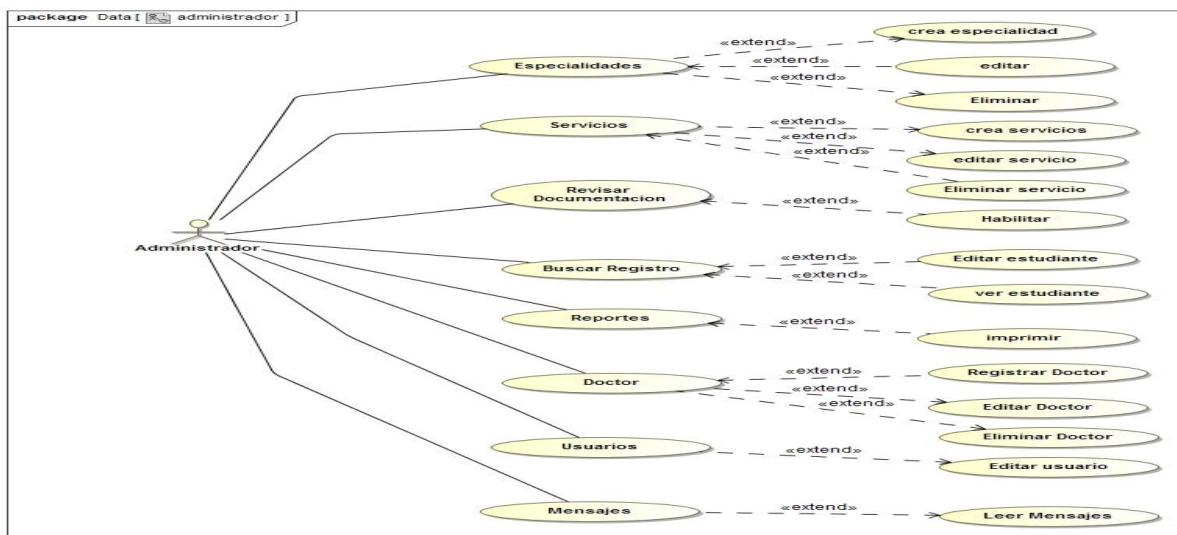 package Data [ administrador ]
crea especialidad
«extend»
Especialidades
«extend»
editar
«extend»
Eliminar
Servicios
«extend»
crea servicios
«extend»
editar servicio
«extend»
Eliminar servicio
Revisar
Documentacion
«extend»
Habilitar
Administrador
Buscar Registro
«extend»
Editar estudiante
«extend»
ver estudiante
Reportes
«extend»
imprimir
Doctor
«extend»
Registrar Doctor
«extend»
Editar Doctor
«extend»
Eliminar Doctor
Usuarios
«extend»
Editar usuario
Mensajes
«extend»
Leer Mensajes